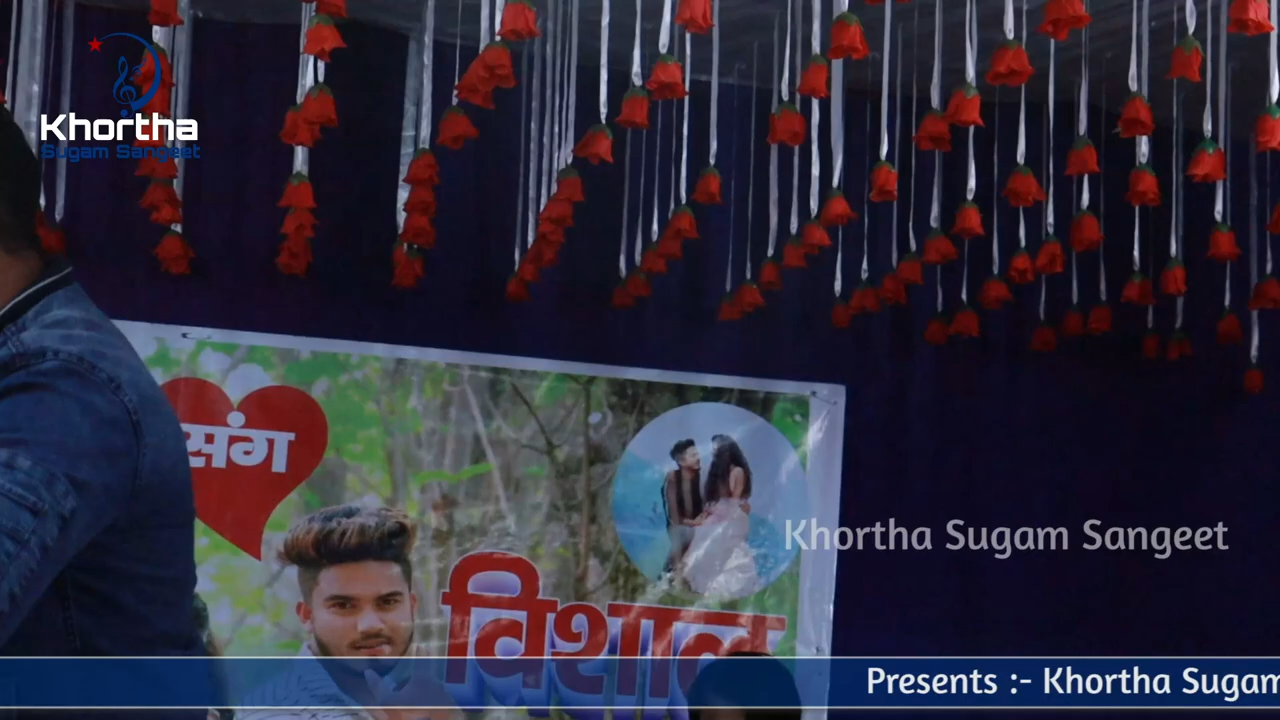 Khortha
Sugam Sangeet
संग
Khortha Sugam Sangeet
विशाल
Presents :- Khortha Sugam